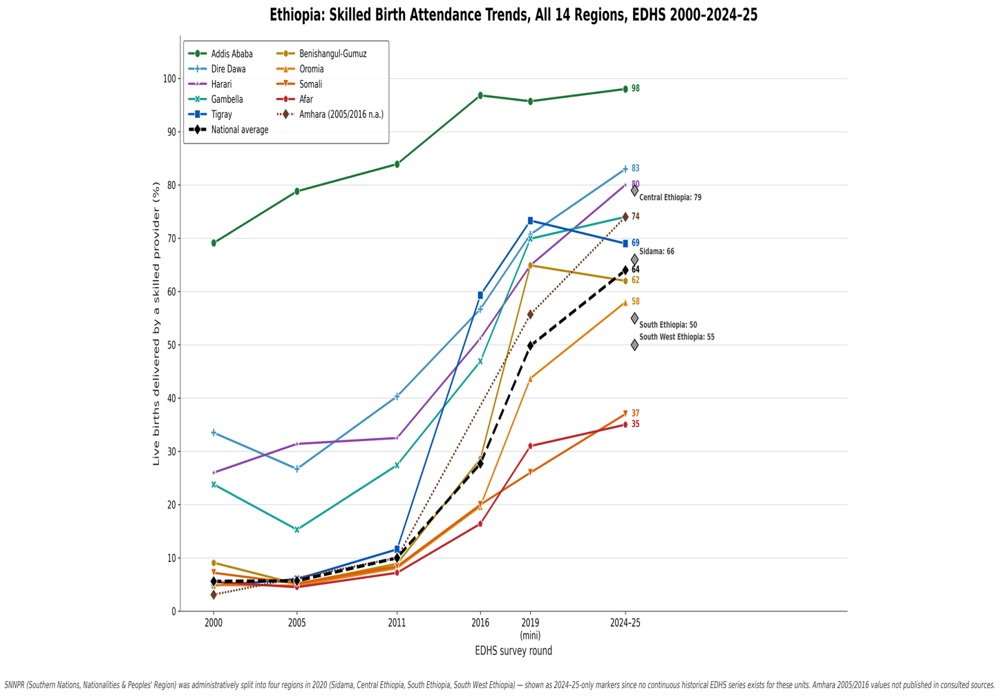 Ethiopia: Skilled Birth Attendance Trends, All 14 Regions, EDHS 2000–2024–25
Addis Ababa
Dire Dawa
Harari
Gambella
Tigray
National average
Benishangul-Gumuz
Oromia
Somali
Afar
Amhara (2005/2016 n.a.)
Live births delivered by a skilled provider (%)
100
90
80
70
60
50
40
30
20
10
0
98
83
80
Central Ethiopia: 79
74
69
Sidama: 66
64
62
58
South Ethiopia: 50
South West Ethiopia: 55
37
35
2000
2005
2011
2016
2019
(mini)
2024–25
EDHS survey round
SNNPR (Southern Nations, Nationalities & Peoples' Region) was administratively split into four regions in 2020 (Sidama, Central Ethiopia, South Ethiopia, South West Ethiopia) — shown as 2024–25-only markers since no continuous historical EDHS series exists for these units. Amhara 2005/2016 values not published in consulted sources.